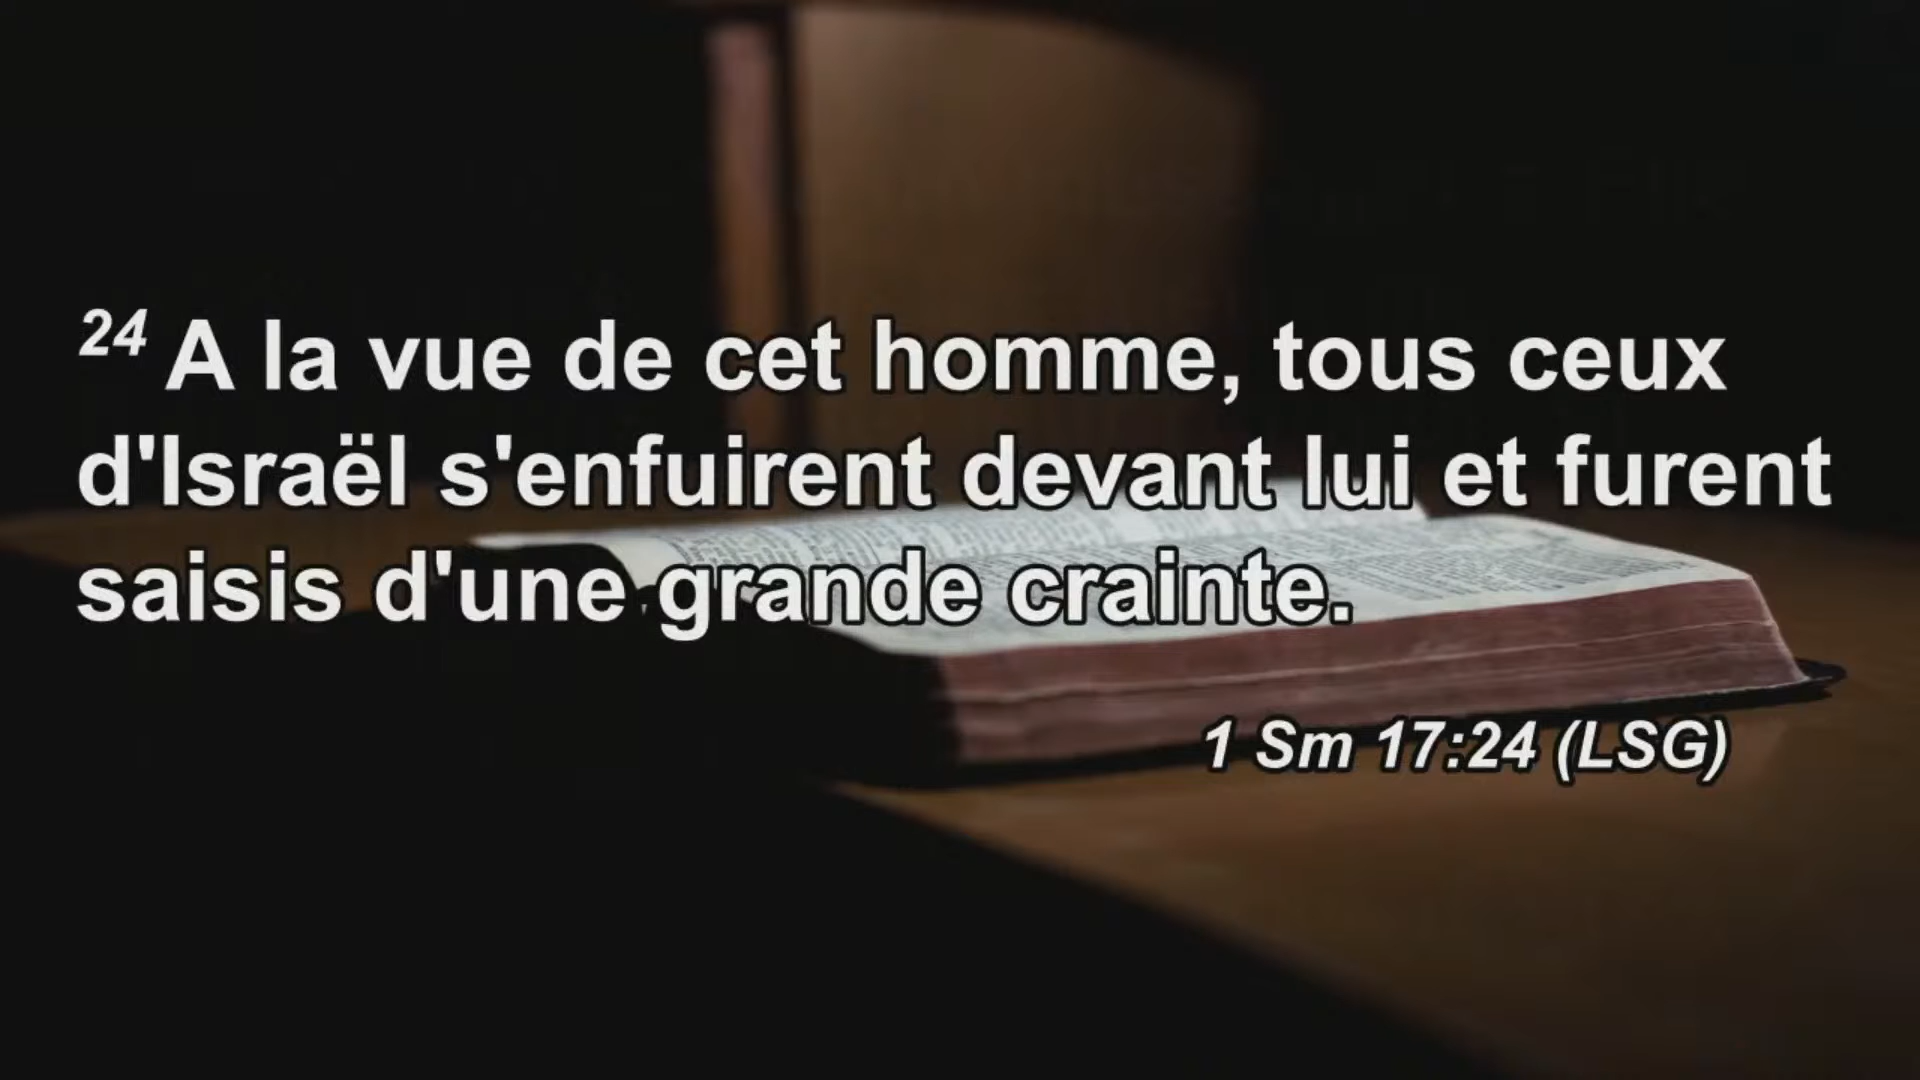 24 A la vue de cet homme, tous ceux
d'Israël s'enfuirent devant lui et furent
saisis d'une grande crainte.
1 Sm 17:24 (LSG)